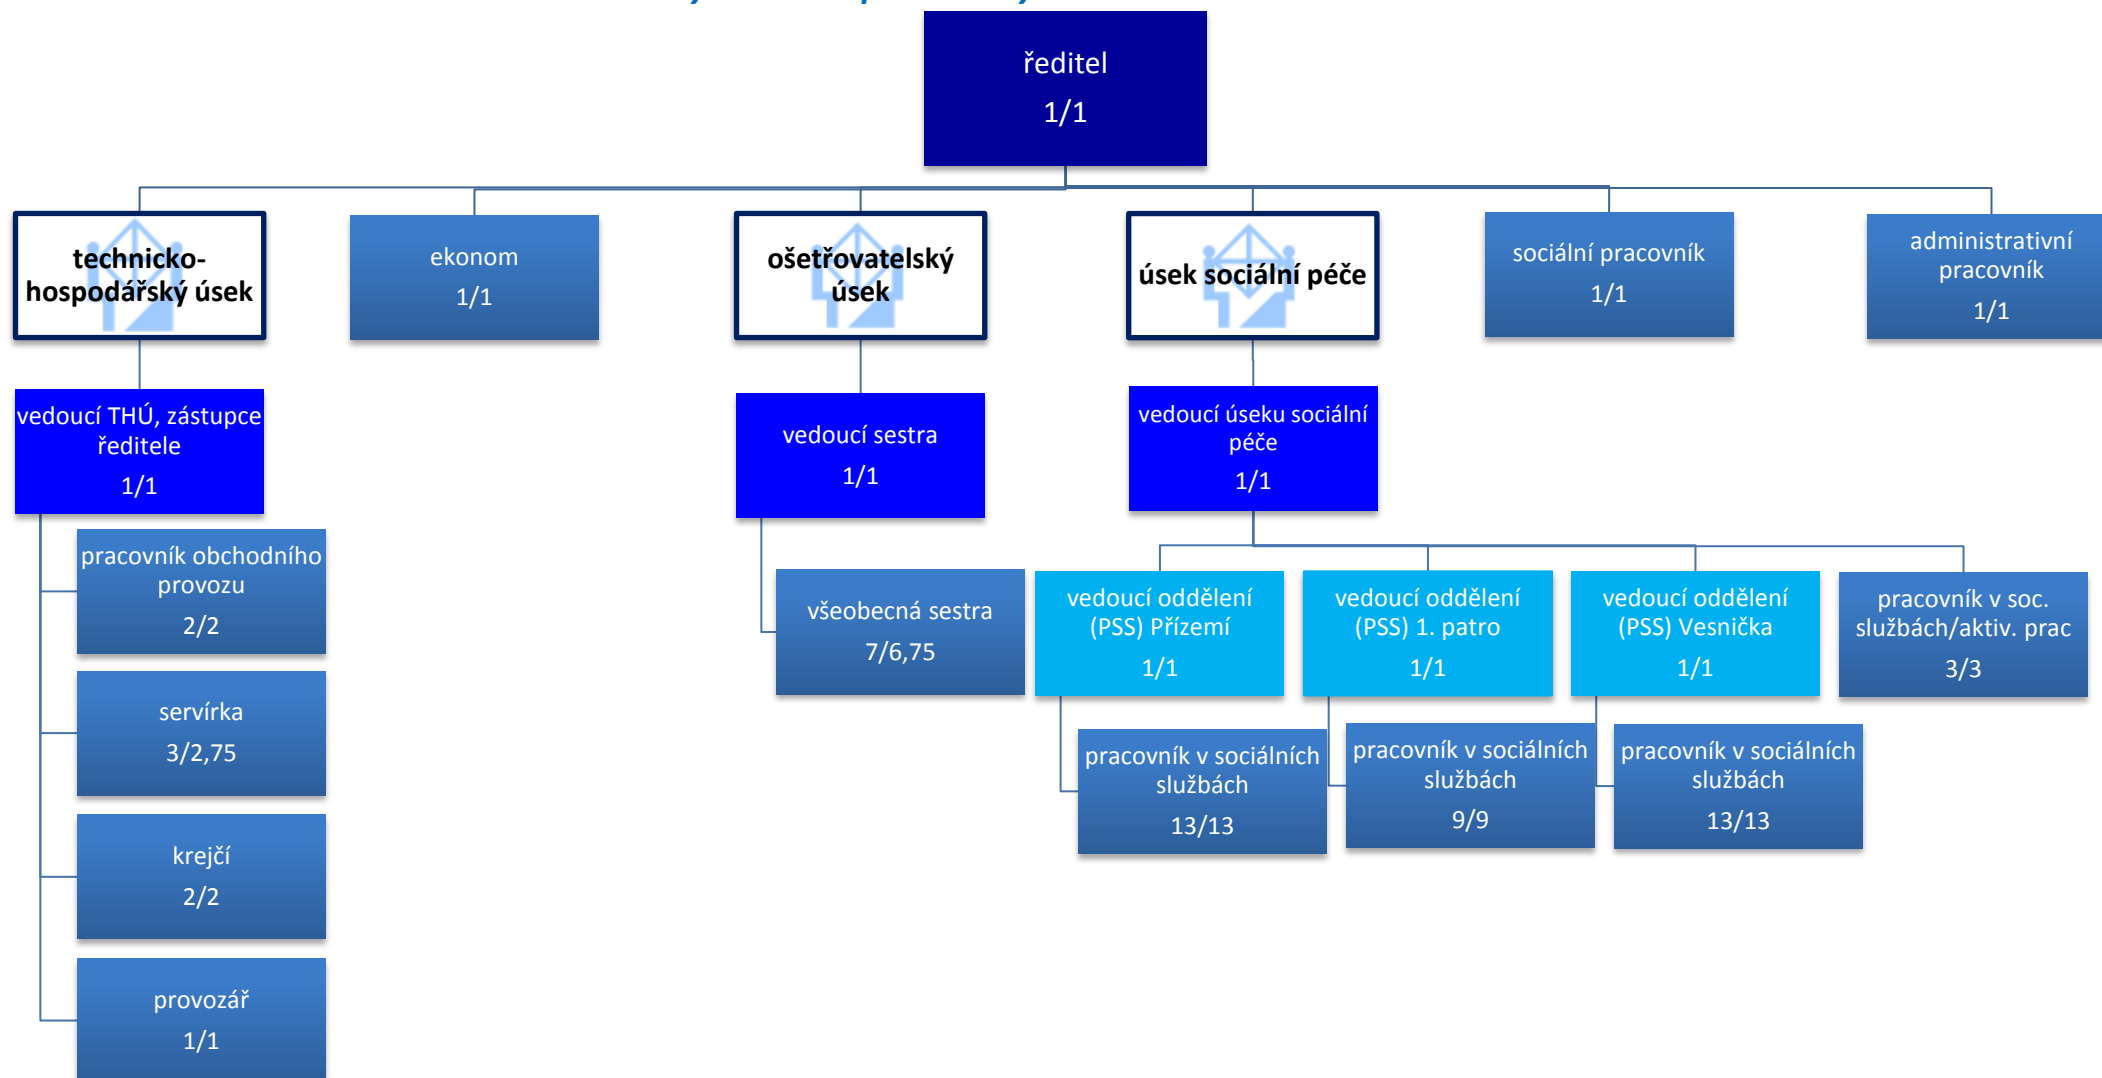 ředitel
1/1
technicko-
hospodářský úsek
ekonom
1/1
ošetřovatelský
úsek
úsek sociální péče
sociální pracovník
1/1
administrativní
pracovník
1/1
vedoucí THÚ, zástupce
ředitele
1/1
vedoucí sestra
1/1
vedoucí úseku sociální
péče
1/1
pracovník obchodního
provozu
2/2
servírka
3/2,75
krejčí
2/2
provozář
1/1
všeobecná sestra
7/6,75
vedoucí oddělení
(PSS) Přízemí
1/1
vedoucí oddělení
(PSS) 1. patro
1/1
vedoucí oddělení
(PSS) Vesnička
1/1
pracovník v soc.
službách/aktiv. prac
3/3
pracovník v sociálních
službách
13/13
pracovník v sociálních
službách
9/9
pracovník v sociálních
službách
13/13